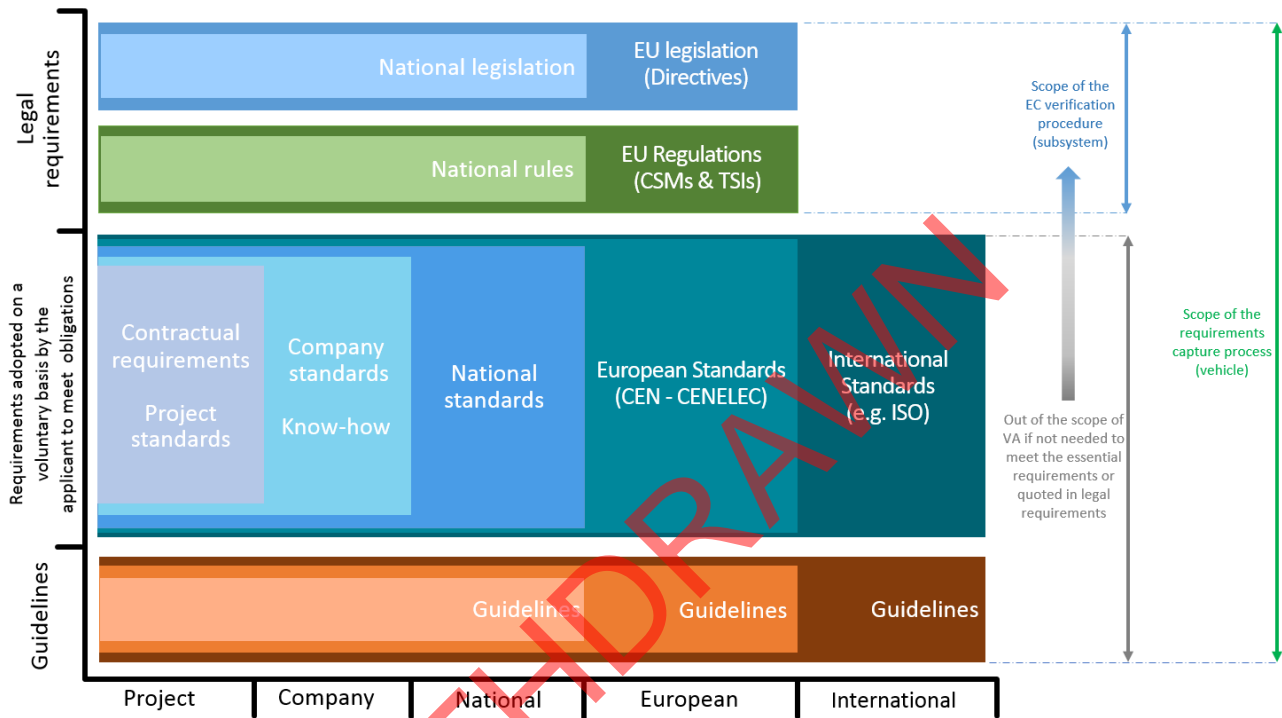 Legal
requirements
National legislation
EU legislation
(Directives)
National rules
EU Regulations
(CSMs & TSIs)
Scope of the
EC verification
procedure
(subsystem)
Scope of the
requirements
capture process
(vehicle)
Requirements adopted on a
voluntary basis by the
applicant to meet obligations
Contractual
requirements
Project
standards
Company
standards
Know-how
National
standards
European Standards
(CEN - CENELEC)
International
Standards
(e.g. ISO)
Out of the scope of
VA if not needed to
meet the essential
requirements or
quoted in legal
requirements
Guidelines
Guidelines
Guidelines
Guidelines
Project
Company
National
European
International
THDRAWN